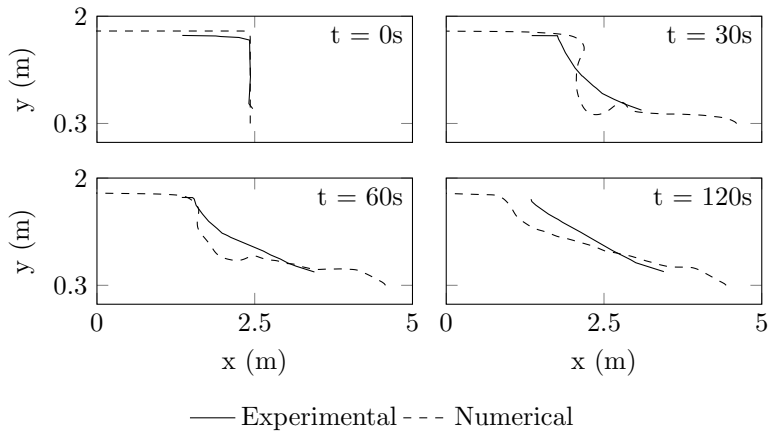 2
t = 0s
t = 30s
y (m)
0.3
2
t = 60s
t = 120s
y (m)
0.3
0
2.5
5
0
2.5
5
x (m)
x (m)
Experimental
Numerical